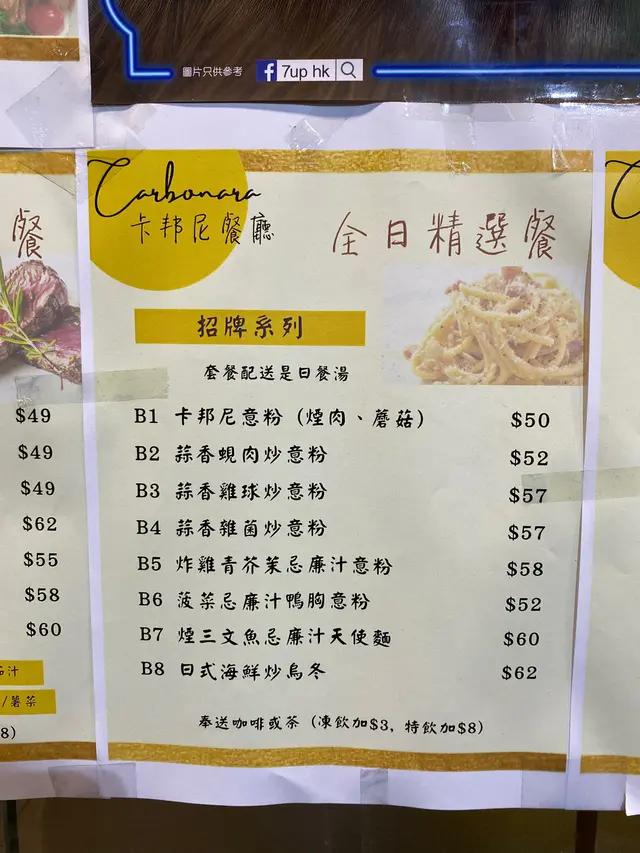 圖片只供參考
7up hk
餐
Carbonara
卡邦尼餐廳
全日精選餐
招牌系列
套餐配送是日餐湯
$49
$49
$49
$62
$55
$58
$60
B1 卡邦尼意粉 (煙肉、蘑菇) $50
B2 蒜香蜆肉炒意粉 $52
B3 蒜香雞球炒意粉 $57
B4 蒜香雜菌炒意粉 $57
B5 炸雞青芥茉忌廉汁意粉 $58
B6 菠菜忌廉汁鴨胸意粉 $52
B7 煙三文魚忌廉汁天使麵 $60
B8 日式海鮮炒烏冬 $62
汁
/薯菜
8)
奉送咖啡或茶 (凍飲加$3, 特飲加$8)